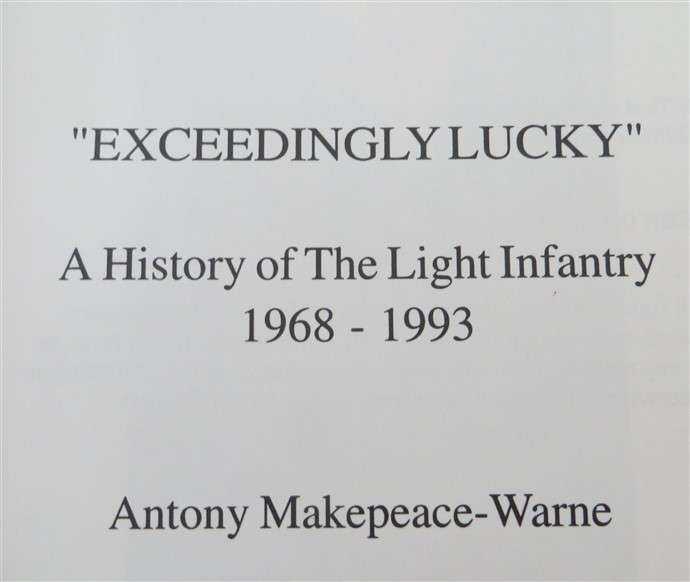 "EXCEEDINGLY LUCKY"
A History of The Light Infantry
1968 - 1993
Antony Makepeace-Warne